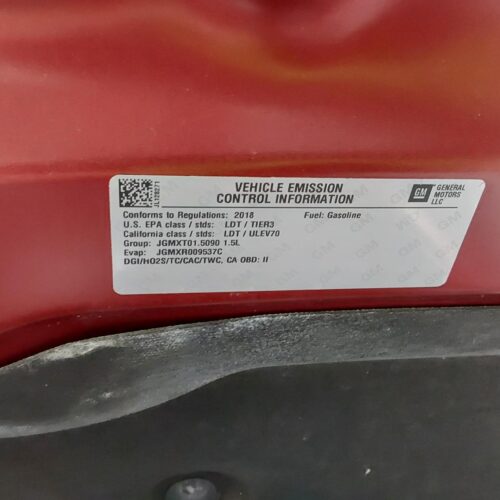 JL128271
VEHICLE EMISSION
CONTROL INFORMATION
GM
GENERAL
MOTORS
LLC
Conforms to Regulations: 2018 Fuel: Gasoline
U.S. EPA class / stds: LDT / TIER3
California class / stds: LDT / ULEV70
Group: JGMXT01.5090 1.5L
Evap: JGMXR009537C
DGI/HO2S/TC/CAC/TWC, CA OBD: II